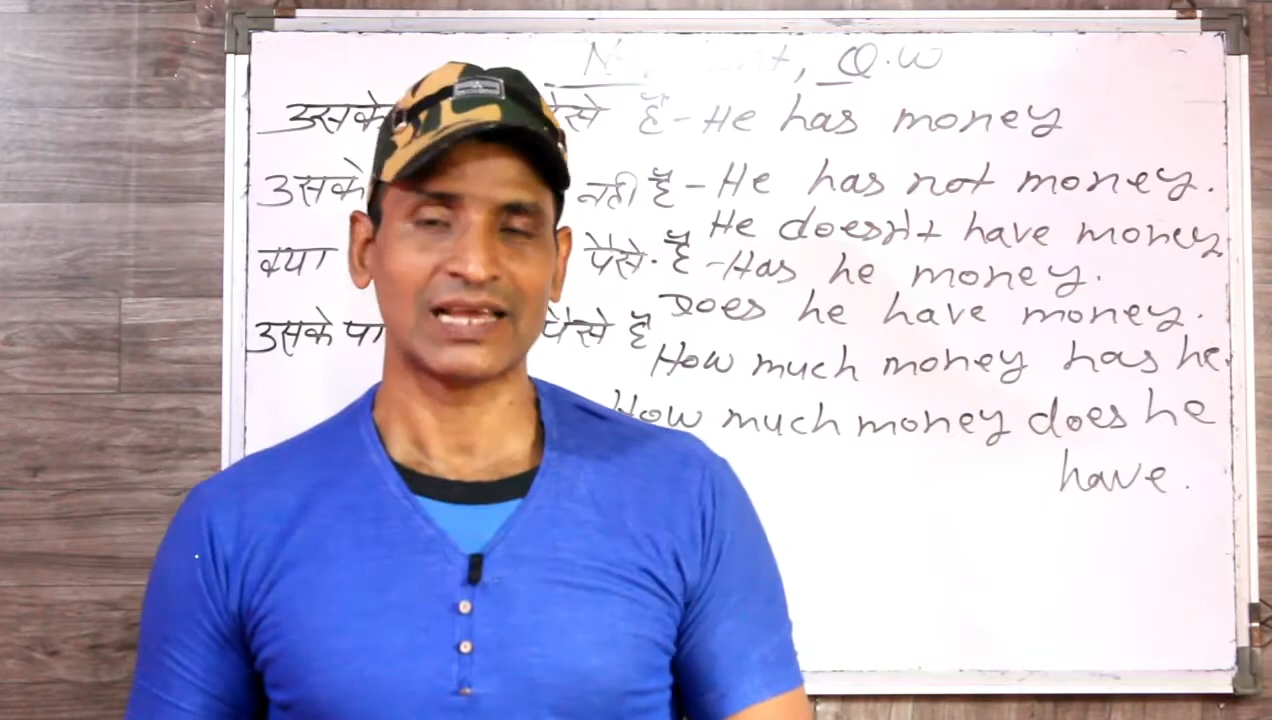 Q.W
उसके पैसे हैं - He has money
उसके नही हैं - He has not money.
He doesn't have money
क्या पैसे हैं - Has he money.
Does he have money.
उसके पा पैसे हैं
How much money has he.
How much money does he
have.